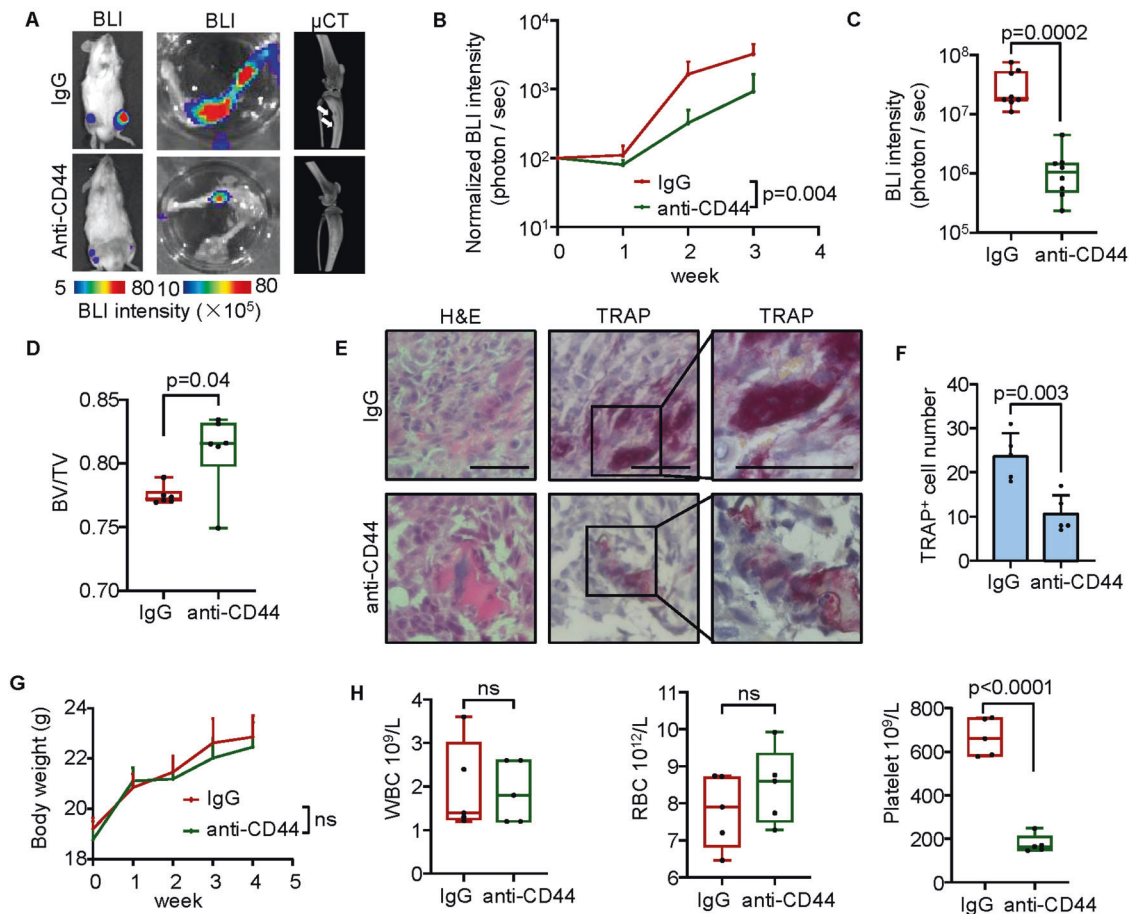 A
BLI
BLI
μCT
IgG
Anti-CD44
5 80 10 80
BLI intensity (×10⁵)
B
Normalized BLI intensity
(photon / sec)
10⁴
10³
10²
10¹
IgG
anti-CD44
p=0.004
0 1 2 3 4
week
C
p=0.0002
BLI intensity
(photon / sec)
10⁸
10⁷
10⁶
10⁵
IgG anti-CD44
D
p=0.04
BV/TV
0.85
0.80
0.75
0.70
IgG anti-CD44
E
H&E
TRAP
TRAP
IgG
anti-CD44
F
TRAP⁺ cell number
p=0.003
40
30
20
10
0
IgG anti-CD44
G
Body weight (g)
24
22
20
18
IgG
anti-CD44
ns
0 1 2 3 4 5
week
H
ns
WBC 10⁹/L
4
3
2
1
0
IgG anti-CD44
ns
RBC 10¹²/L
11
10
9
8
7
6
IgG anti-CD44
p<0.0001
Platelet 10⁹/L
800
600
400
200
0
IgG anti-CD44